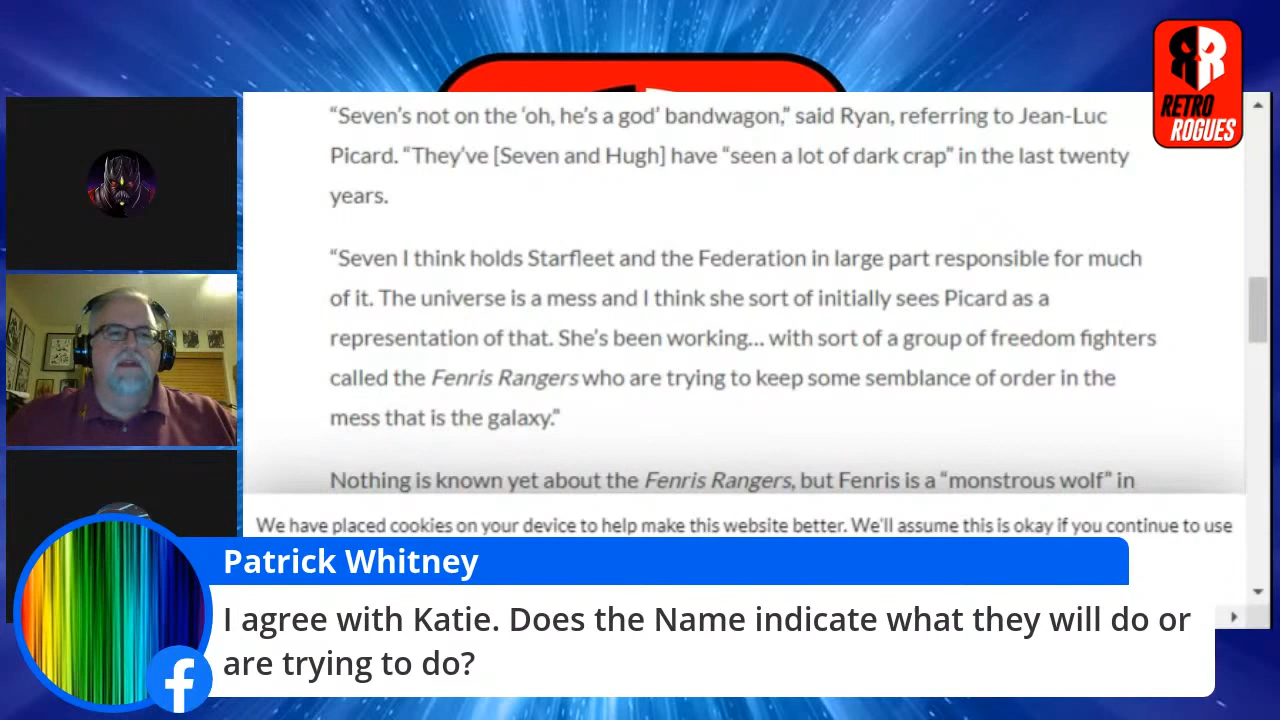 RETRO
ROGUES
“Seven’s not on the ‘oh, he’s a god’ bandwagon,” said Ryan, referring to Jean-Luc
Picard. “They’ve [Seven and Hugh] have “seen a lot of dark crap” in the last twenty
years.
“Seven I think holds Starfleet and the Federation in large part responsible for much
of it. The universe is a mess and I think she sort of initially sees Picard as a
representation of that. She’s been working... with sort of a group of freedom fighters
called the Fenris Rangers who are trying to keep some semblance of order in the
mess that is the galaxy.”
Nothing is known yet about the Fenris Rangers, but Fenris is a “monstrous wolf” in
We have placed cookies on your device to help make this website better. We’ll assume this is okay if you continue to use
Patrick Whitney
I agree with Katie. Does the Name indicate what they will do or
are trying to do?